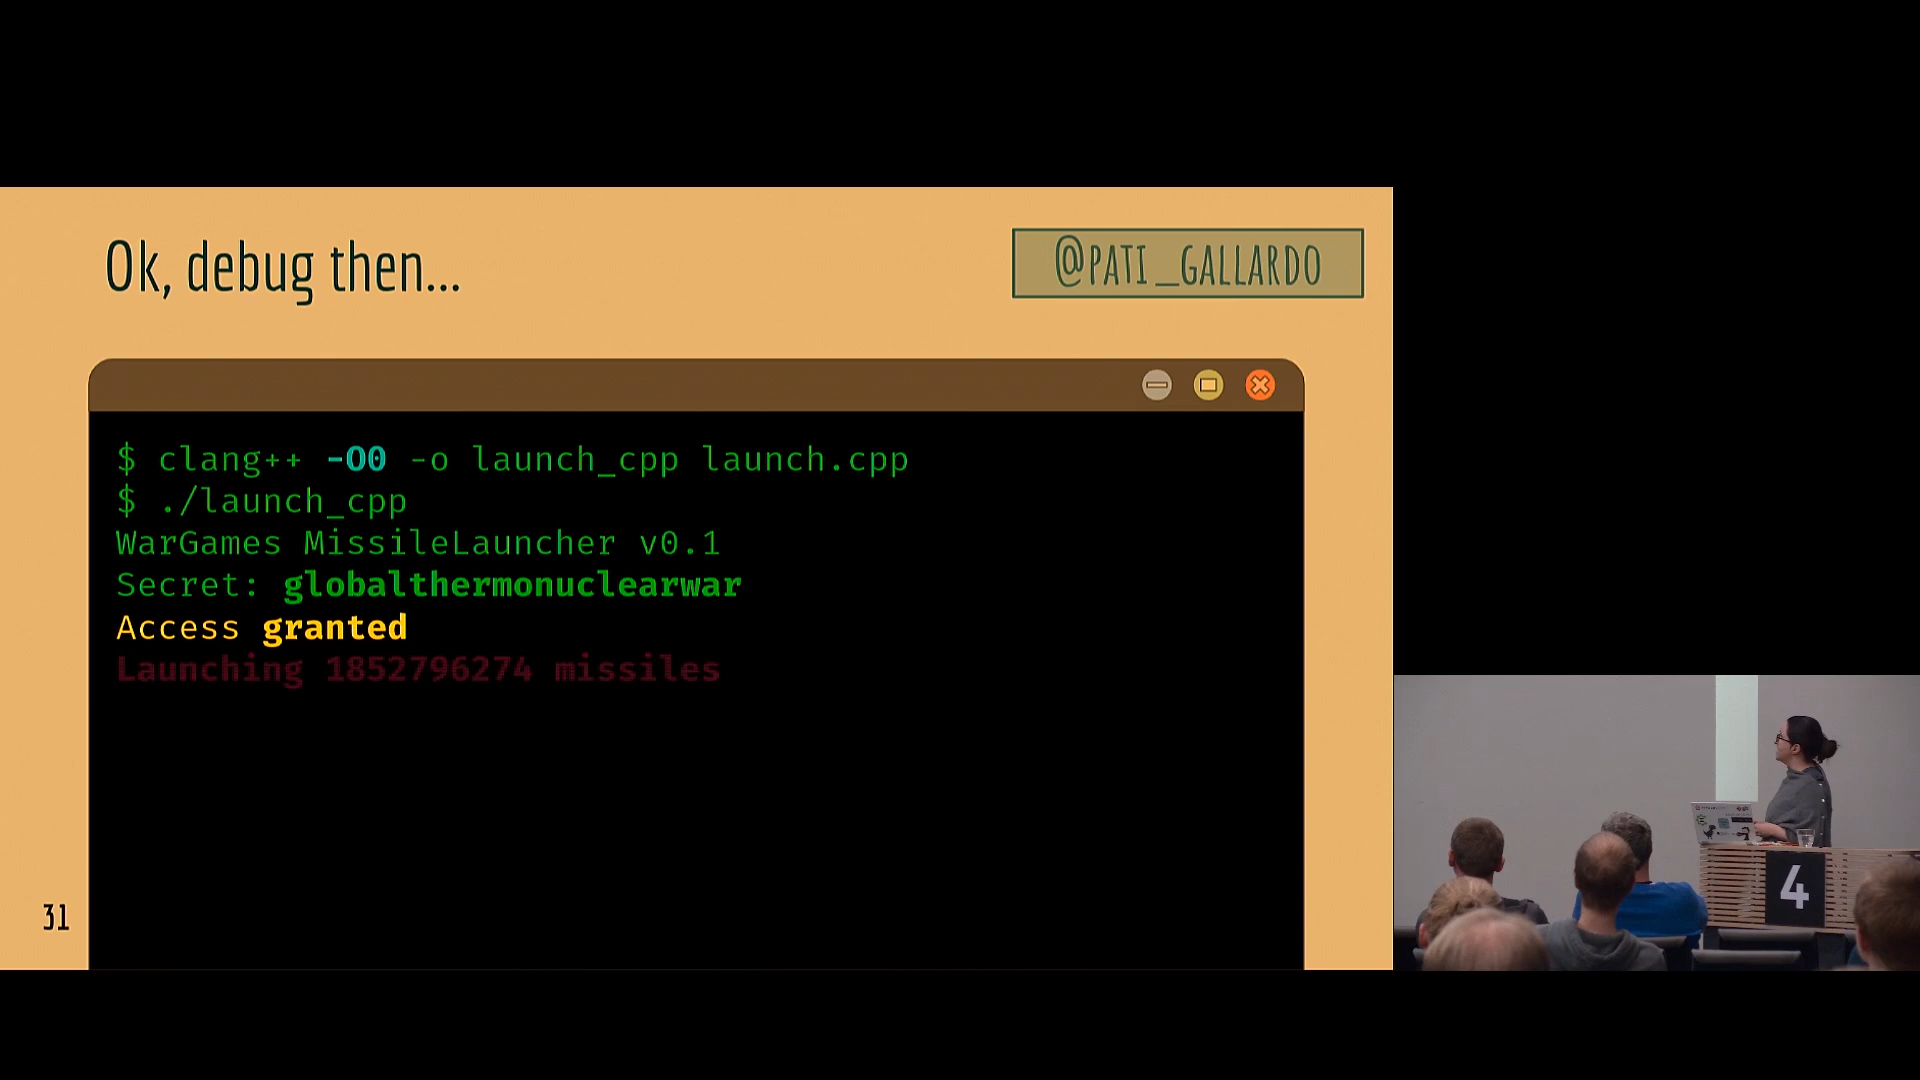 Ok, debug then...
@PATI_GALLARDO
$ clang++ -O0 -o launch_cpp launch.cpp
$ ./launch_cpp
WarGames MissileLauncher v0.1
Secret: globalthermonuclearwar
Access granted
Launching 1852796274 missiles
31
4